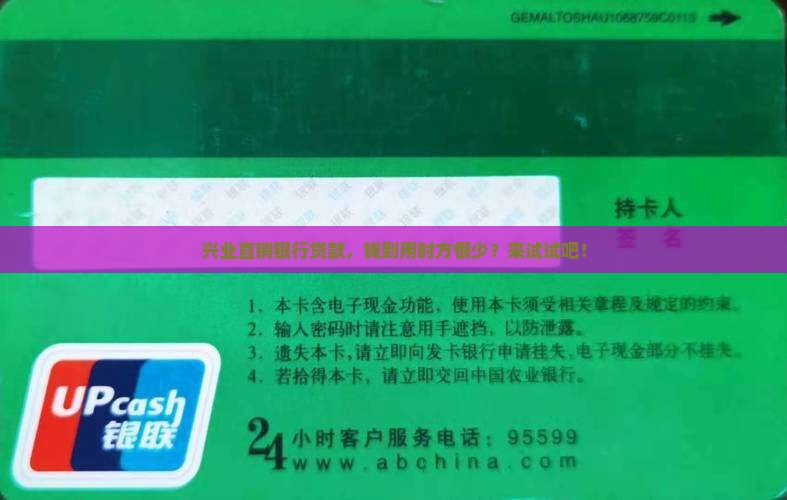 GEMALTOSHAU1068759C0119
持卡人
签 名
兴业直销银行贷款，钱到用时方恨少？来试试吧！
1．本卡含电子现金功能，使用本卡须受相关章程及规定的约束。
2．输入密码时请注意用手遮挡，以防泄露。
3．遗失本卡,请立即向发卡银行申请挂失,电子现金部分不挂失。
4．若拾得本卡，请立即交回中国农业银行。
UPcash
银联
24小时客户服务电话：95599
www.abchina.com